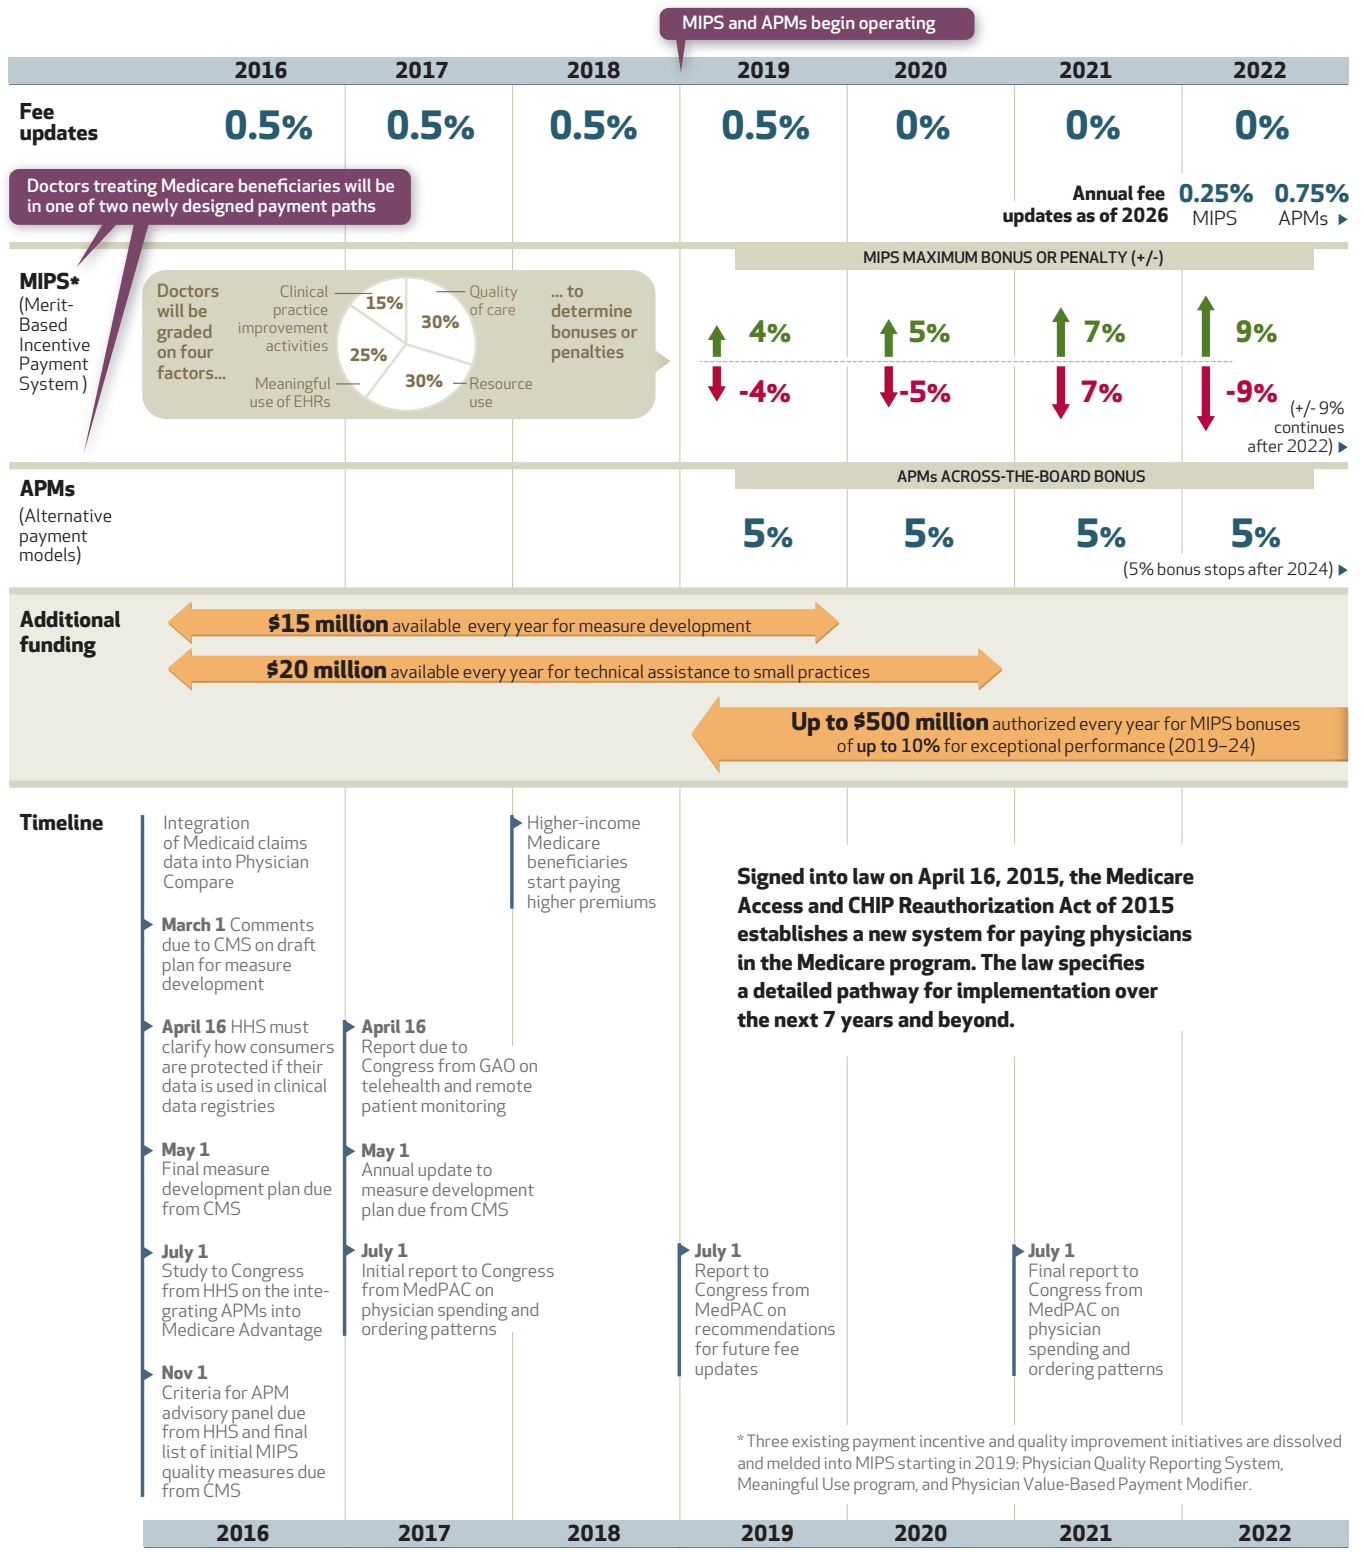 MIPS and APMs begin operating
2016 2017 2018 2019 2020 2021 2022
Fee
updates
0.5% 0.5% 0.5% 0.5% 0% 0% 0%
Doctors treating Medicare beneficiaries will be
in one of two newly designed payment paths
Annual fee
updates as of 2026
0.25%
MIPS
0.75%
APMs
MIPS*
(Merit-
Based
Incentive
Payment
System )
Doctors
will be
graded
on four
factors...
Clinical
practice
improvement
activities
15%
Quality
of care
30%
25%
Meaningful
use of EHRs
30%
Resource
use
... to
determine
bonuses or
penalties
MIPS MAXIMUM BONUS OR PENALTY (+/-)
4% 5% 7% 9%
-4% -5% 7% -9%
(+/- 9%
continues
after 2022)
APMs
(Alternative
payment
models)
APMs ACROSS-THE-BOARD BONUS
5% 5% 5% 5%
(5% bonus stops after 2024)
Additional
funding
$15 million available every year for measure development
$20 million available every year for technical assistance to small practices
Up to $500 million authorized every year for MIPS bonuses
of up to 10% for exceptional performance (2019–24)
Timeline
Integration
of Medicaid claims
data into Physician
Compare
March 1 Comments
due to CMS on draft
plan for measure
development
April 16 HHS must
clarify how consumers
are protected if their
data is used in clinical
data registries
May 1
Final measure
development plan due
from CMS
July 1
Study to Congress
from HHS on the inte-
grating APMs into
Medicare Advantage
Nov 1
Criteria for APM
advisory panel due
from HHS and final
list of initial MIPS
quality measures due
from CMS
April 16
Report due to
Congress from GAO on
telehealth and remote
patient monitoring
May 1
Annual update to
measure development
plan due from CMS
July 1
Initial report to Congress
from MedPAC on
physician spending and
ordering patterns
Higher-income
Medicare
beneficiaries
start paying
higher premiums
Signed into law on April 16, 2015, the Medicare
Access and CHIP Reauthorization Act of 2015
establishes a new system for paying physicians
in the Medicare program. The law specifies
a detailed pathway for implementation over
the next 7 years and beyond.
July 1
Report to
Congress from
MedPAC on
recommendations
for future fee
updates
July 1
Final report to
Congress from
MedPAC on
physician
spending and
ordering patterns
* Three existing payment incentive and quality improvement initiatives are dissolved
and melded into MIPS starting in 2019: Physician Quality Reporting System,
Meaningful Use program, and Physician Value-Based Payment Modifier.
2016 2017 2018 2019 2020 2021 2022